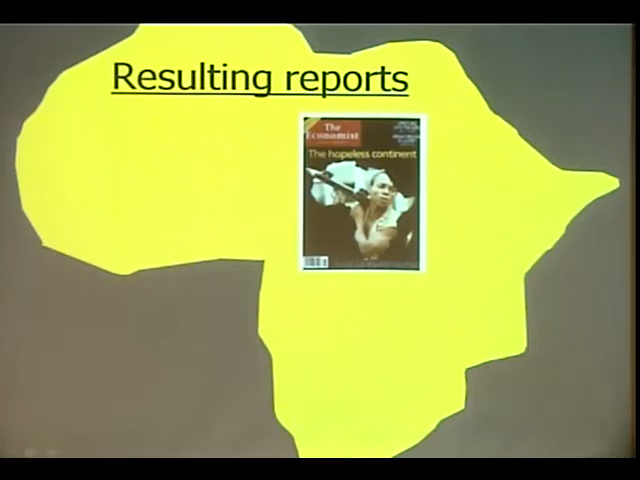 Resulting reports
The
Economist
The hopeless continent